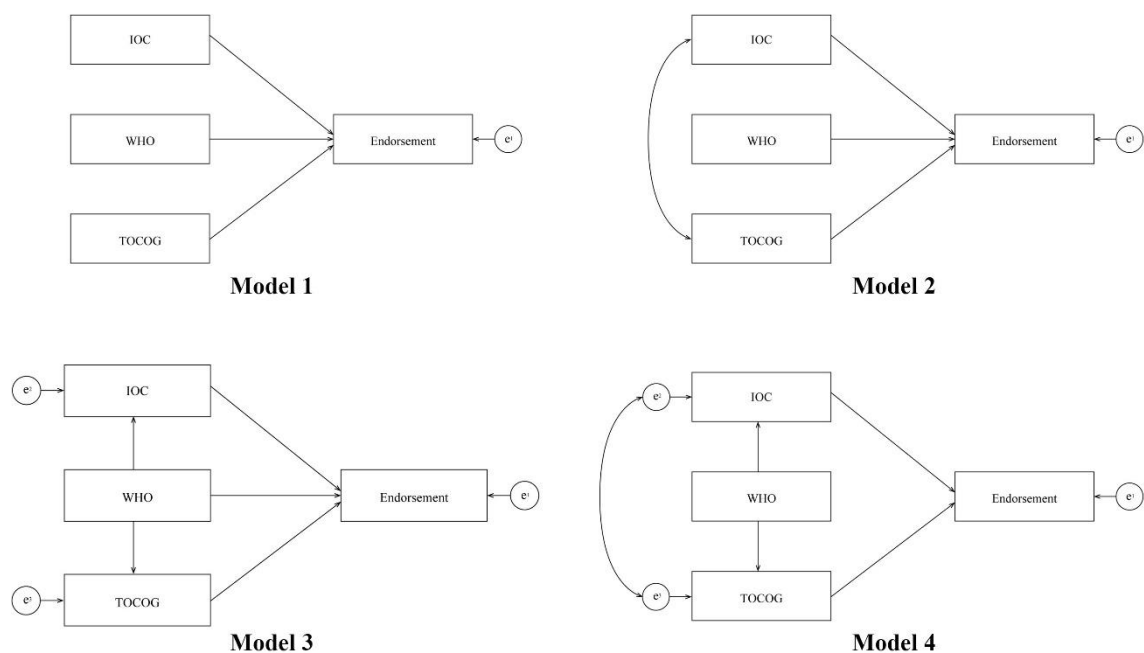 IOC
WHO
Endorsement
e¹
TOCOG
Model 1
IOC
WHO
Endorsement
e¹
TOCOG
Model 2
e²
IOC
WHO
Endorsement
e¹
e³
TOCOG
Model 3
e²
IOC
WHO
Endorsement
e¹
e³
TOCOG
Model 4